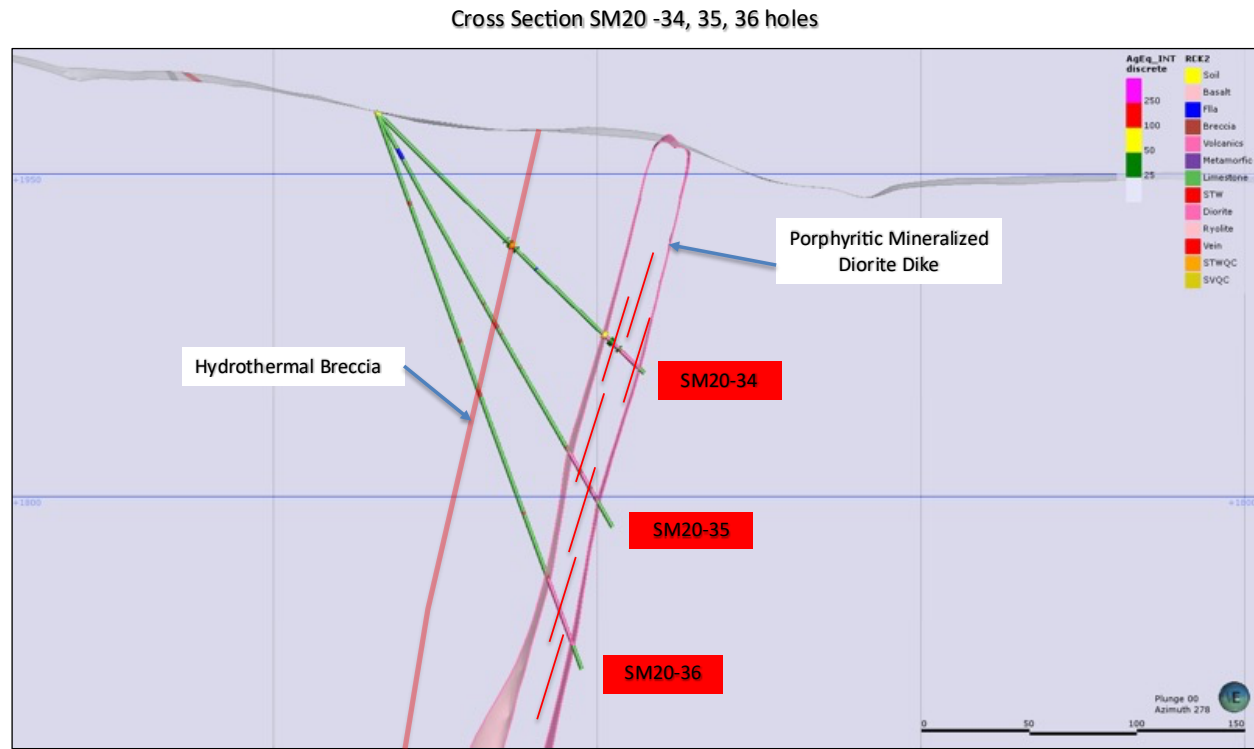 Cross Section SM20 -34, 35, 36 holes
AgEq_INT
discrete
250
100
50
25
RCK2
Soil
Basalt
Flla
Breccia
Volcanics
Metamorfic
Limestone
STW
Diorite
Ryolite
Vein
STWQC
SVQC
+1950
Porphyritic Mineralized
Diorite Dike
Hydrothermal Breccia
SM20-34
+1800
SM20-35
SM20-36
Plunge 00
Azimuth 278
E
0
50
100
150